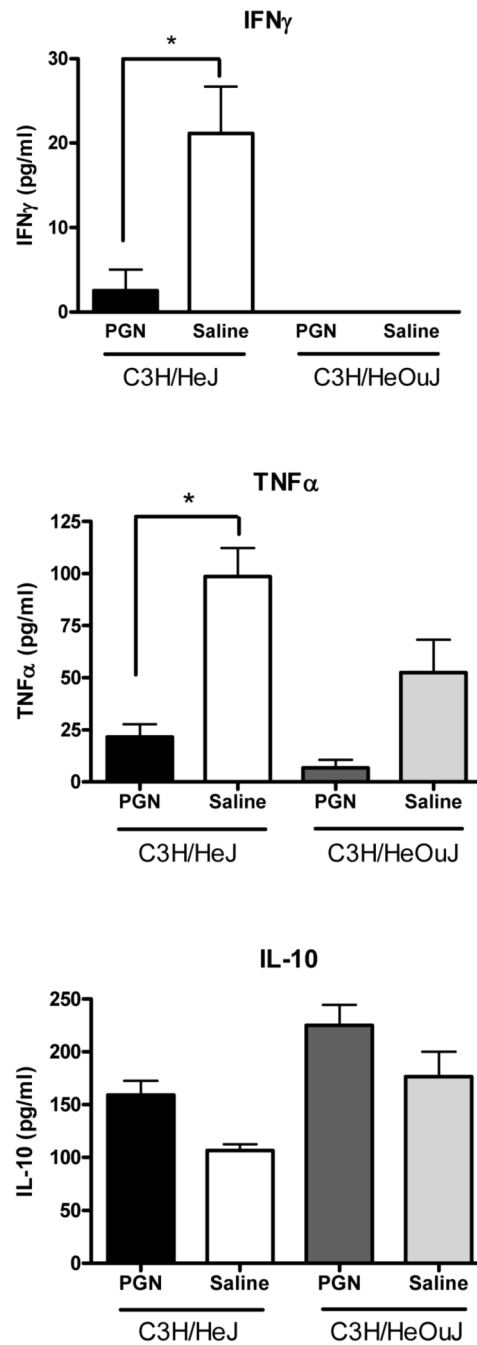 IFNγ
*
30
20
10
0
IFNγ (pg/ml)
PGN Saline PGN Saline
C3H/HeJ C3H/HeOuJ
TNFα
*
125
100
75
50
25
0
TNFα (pg/ml)
PGN Saline PGN Saline
C3H/HeJ C3H/HeOuJ
IL-10
250
200
150
100
50
0
IL-10 (pg/ml)
PGN Saline PGN Saline
C3H/HeJ C3H/HeOuJ